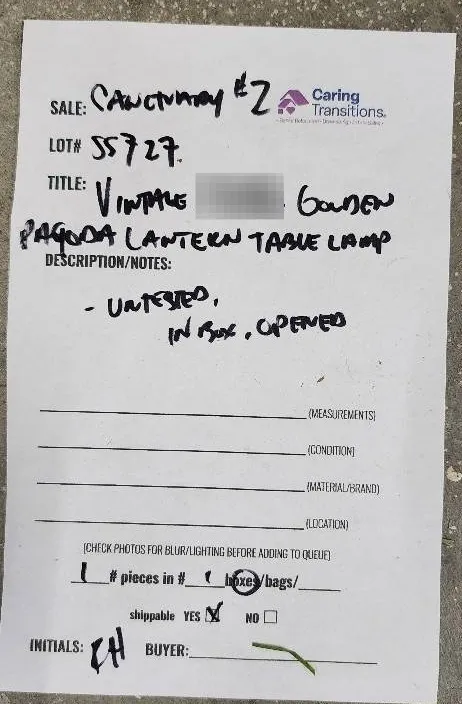 SALE: SANCTUARY #2 Caring Transitions
LOT# 55727.
TITLE: VINTAGE GOLDEN
PAGODA LANTERN TABLE LAMP
DESCRIPTION/NOTES:
- UNTESTED,
IN BOX, OPENED
(MEASUREMENTS)
(CONDITION)
(MATERIAL/BRAND)
(LOCATION)
(CHECK PHOTOS FOR BLUR/LIGHTING BEFORE ADDING TO QUEUE)
1 # pieces in # 1 boxes/bags/
shippable YES NO
INITIALS: BUYER: